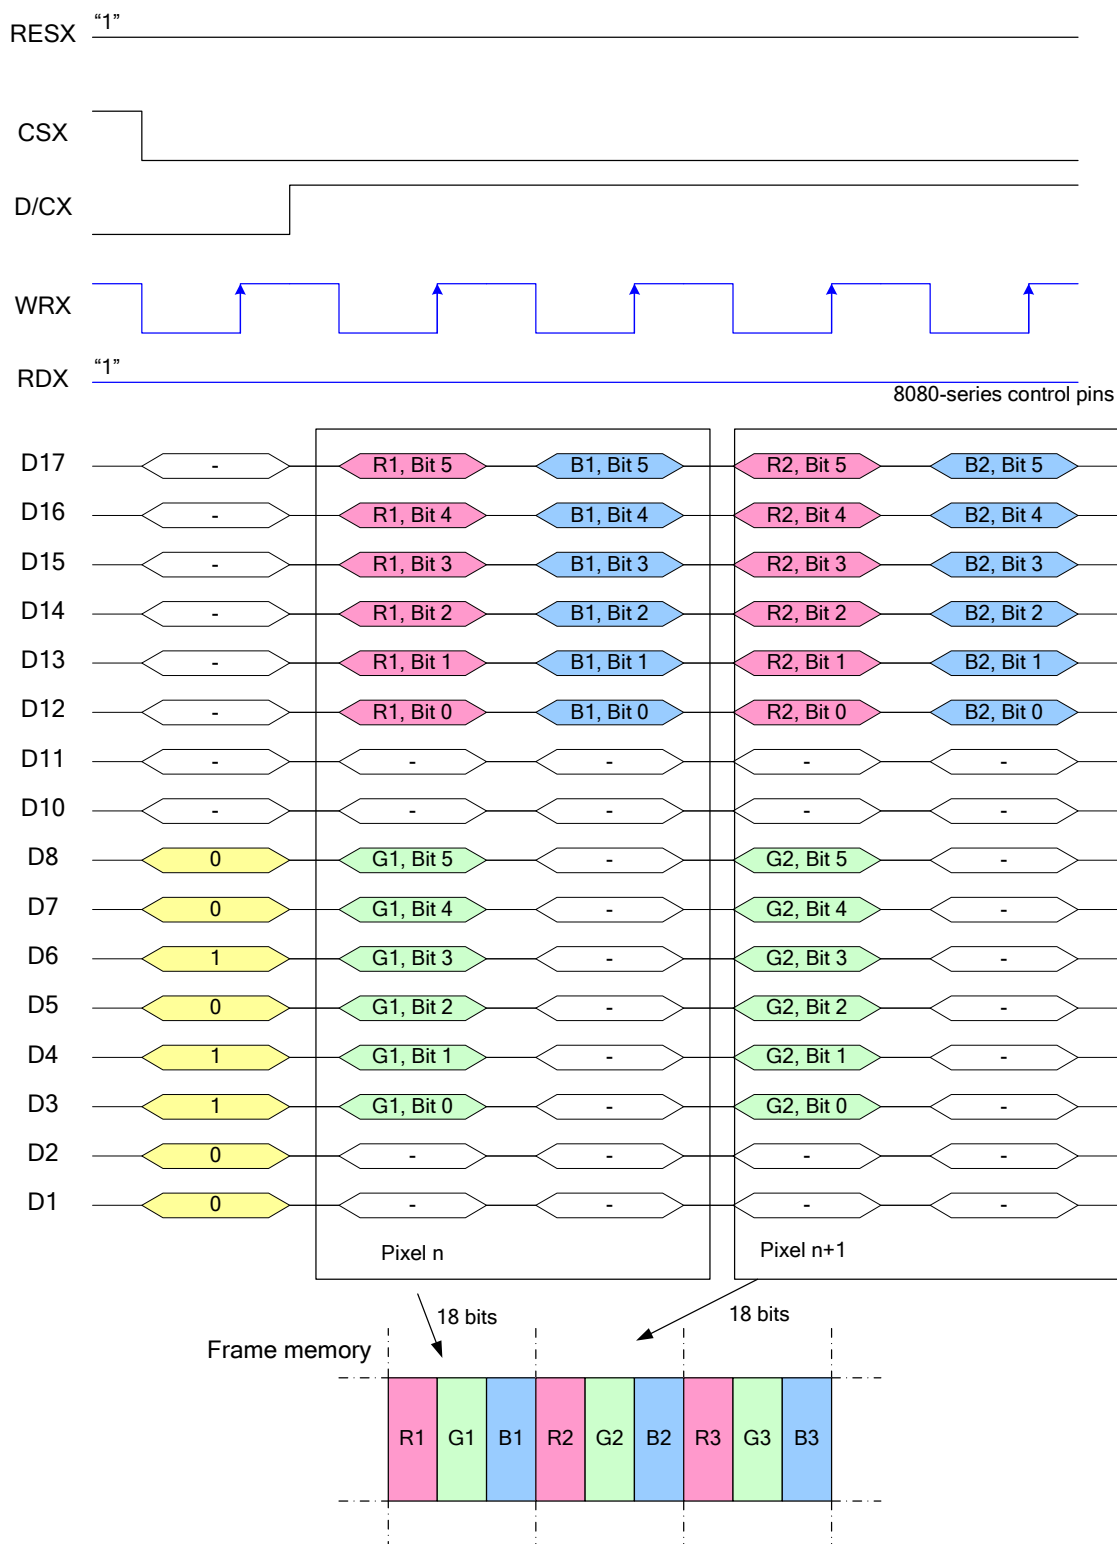 RESX “1”
CSX
D/CX
WRX
RDX “1”
8080-series control pins
D17 - R1, Bit 5 B1, Bit 5 R2, Bit 5 B2, Bit 5
D16 - R1, Bit 4 B1, Bit 4 R2, Bit 4 B2, Bit 4
D15 - R1, Bit 3 B1, Bit 3 R2, Bit 3 B2, Bit 3
D14 - R1, Bit 2 B1, Bit 2 R2, Bit 2 B2, Bit 2
D13 - R1, Bit 1 B1, Bit 1 R2, Bit 1 B2, Bit 1
D12 - R1, Bit 0 B1, Bit 0 R2, Bit 0 B2, Bit 0
D11 - - - - -
D10 - - - - -
D8 0 G1, Bit 5 - G2, Bit 5 -
D7 0 G1, Bit 4 - G2, Bit 4 -
D6 1 G1, Bit 3 - G2, Bit 3 -
D5 0 G1, Bit 2 - G2, Bit 2 -
D4 1 G1, Bit 1 - G2, Bit 1 -
D3 1 G1, Bit 0 - G2, Bit 0 -
D2 0 - - - -
D1 0 - - - -
Pixel n Pixel n+1
18 bits 18 bits
Frame memory
R1 G1 B1 R2 G2 B2 R3 G3 B3